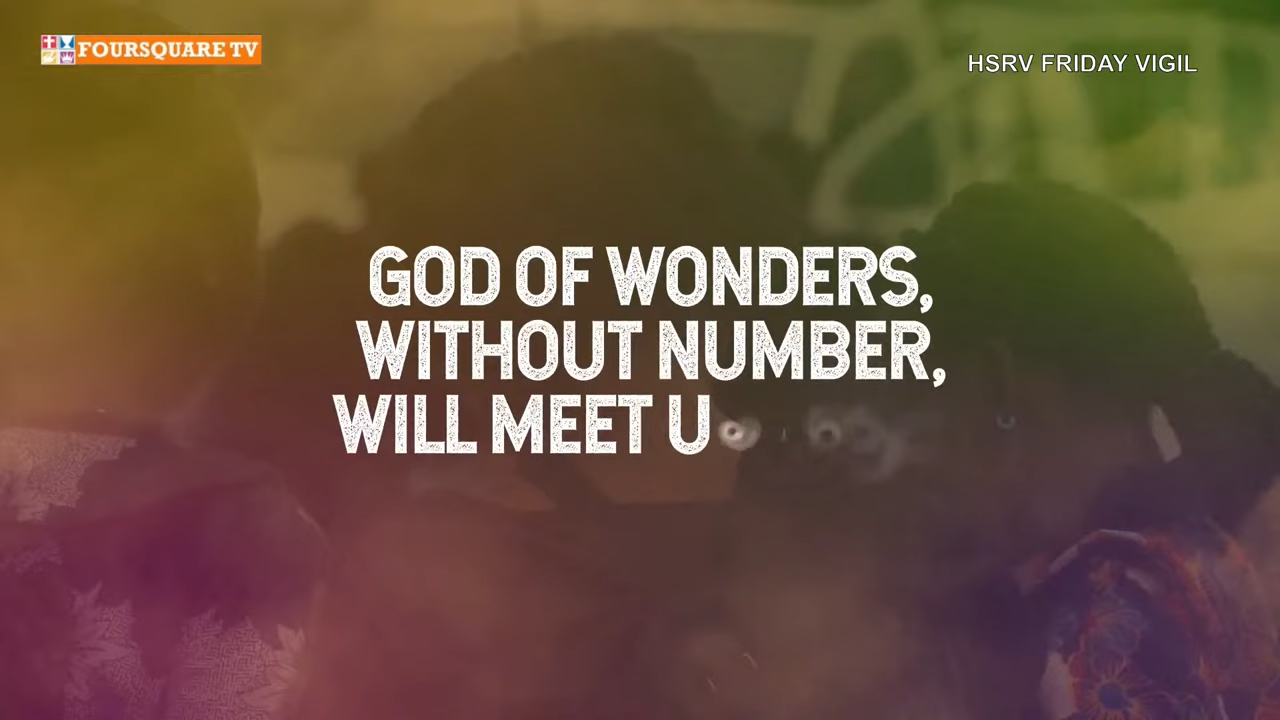 FOURSQUARE TV
HSRV FRIDAY VIGIL
GOD OF WONDERS,
WITHOUT NUMBER,
WILL MEET U